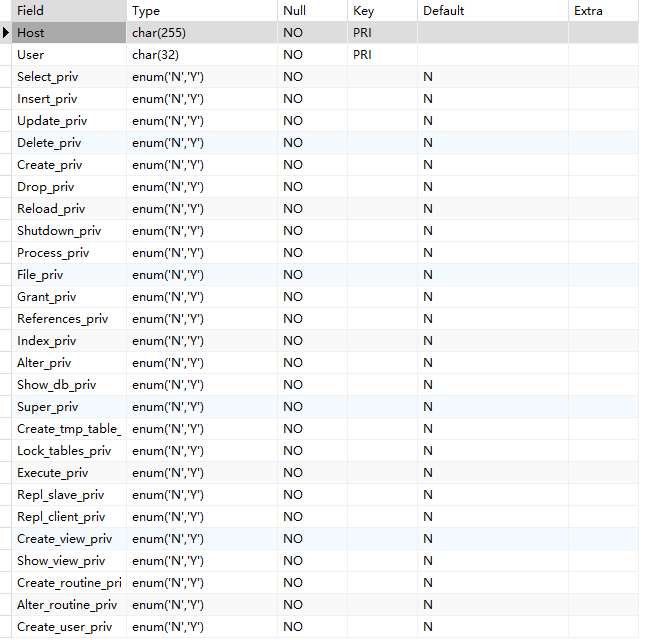 Field Type Null Key Default Extra
Host char(255) NO PRI
User char(32) NO PRI
Select_priv enum('N','Y') NO N
Insert_priv enum('N','Y') NO N
Update_priv enum('N','Y') NO N
Delete_priv enum('N','Y') NO N
Create_priv enum('N','Y') NO N
Drop_priv enum('N','Y') NO N
Reload_priv enum('N','Y') NO N
Shutdown_priv enum('N','Y') NO N
Process_priv enum('N','Y') NO N
File_priv enum('N','Y') NO N
Grant_priv enum('N','Y') NO N
References_priv enum('N','Y') NO N
Index_priv enum('N','Y') NO N
Alter_priv enum('N','Y') NO N
Show_db_priv enum('N','Y') NO N
Super_priv enum('N','Y') NO N
Create_tmp_table_ enum('N','Y') NO N
Lock_tables_priv enum('N','Y') NO N
Execute_priv enum('N','Y') NO N
Repl_slave_priv enum('N','Y') NO N
Repl_client_priv enum('N','Y') NO N
Create_view_priv enum('N','Y') NO N
Show_view_priv enum('N','Y') NO N
Create_routine_pri enum('N','Y') NO N
Alter_routine_priv enum('N','Y') NO N
Create_user_priv enum('N','Y') NO N